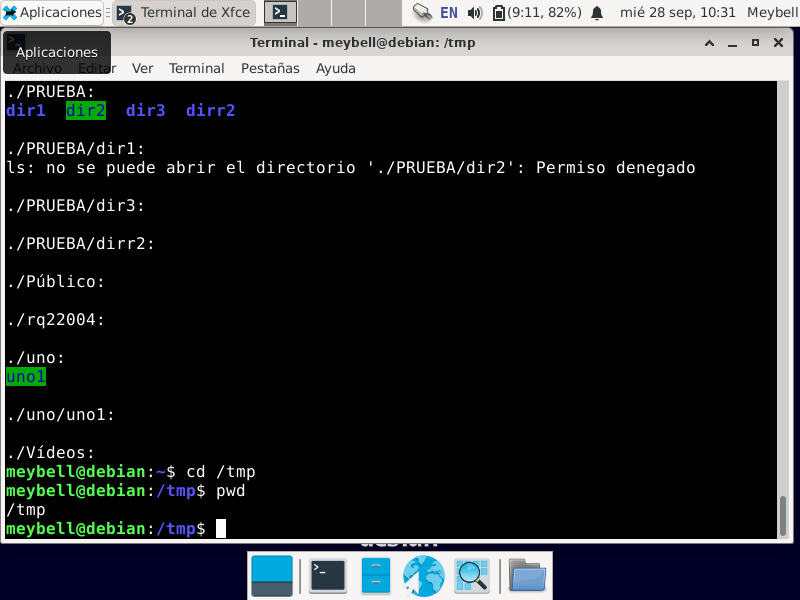 Aplicaciones
2 Terminal de Xfce
EN (9:11, 82%) mié 28 sep, 10:31 Meybell
Terminal - meybell@debian: /tmp
Aplicaciones
Archivo Editar Ver Terminal Pestañas Ayuda
./PRUEBA:
dir1 dir2 dir3 dirr2
./PRUEBA/dir1:
ls: no se puede abrir el directorio './PRUEBA/dir2': Permiso denegado
./PRUEBA/dir3:
./PRUEBA/dirr2:
./Público:
./rq22004:
./uno:
uno1
./uno/uno1:
./Vídeos:
meybell@debian:~$ cd /tmp
meybell@debian:/tmp$ pwd
/tmp
meybell@debian:/tmp$
debian